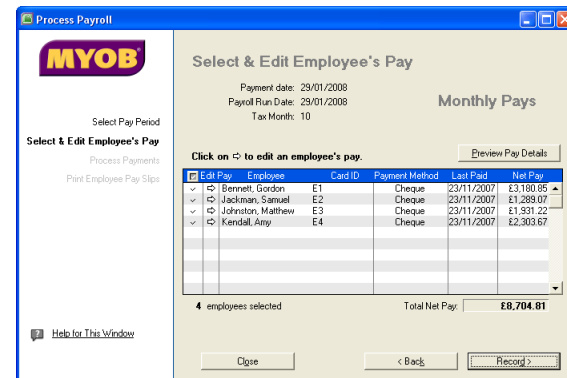 Process Payroll
MYOB
Select Pay Period
Select & Edit Employee's Pay
Process Payments
Print Employee Pay Slips
? Help for This Window
Select & Edit Employee's Pay
Payment date: 29/01/2008
Payroll Run Date: 29/01/2008
Tax Month: 10
Monthly Pays
Click on ⇨ to edit an employee's pay.
Preview Pay Details
Edit Pay Employee Card ID Payment Method Last Paid Net Pay
Bennett, Gordon E1 Cheque 23/11/2007 £3,180.85
Jackman, Samuel E2 Cheque 23/11/2007 £1,289.07
Johnston, Matthew E3 Cheque 23/11/2007 £1,931.22
Kendall, Amy E4 Cheque 23/11/2007 £2,303.67
4 employees selected Total Net Pay: £8,704.81
Close < Back Record >